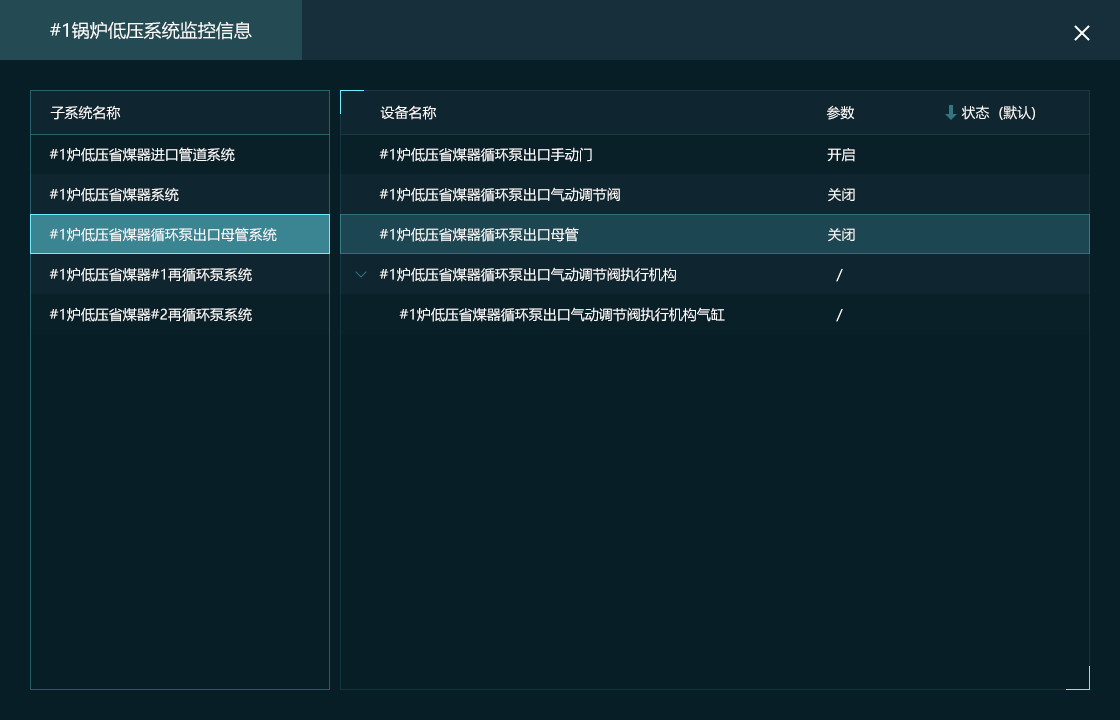 #1锅炉低压系统监控信息
子系统名称
#1炉低压省煤器进口管道系统
#1炉低压省煤器系统
#1炉低压省煤器循环泵出口母管系统
#1炉低压省煤器#1再循环泵系统
#1炉低压省煤器#2再循环泵系统
设备名称 参数 状态（默认）
#1炉低压省煤器循环泵出口手动门 开启
#1炉低压省煤器循环泵出口气动调节阀 关闭
#1炉低压省煤器循环泵出口母管 关闭
#1炉低压省煤器循环泵出口气动调节阀执行机构 /
#1炉低压省煤器循环泵出口气动调节阀执行机构气缸 /